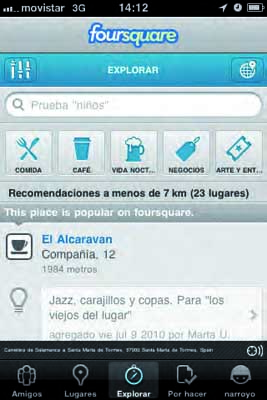 movistar 3G 14:12
foursquare
EXPLORAR
Prueba "niños"
COMIDA CAFÉ VIDA NOCT... NEGOCIOS ARTE Y ENT...
Recomendaciones a menos de 7 km (23 lugares)
This place is popular on foursquare.
El Alcaravan
Compañia, 12
1984 metros
Jazz, carajillos y copas. Para "los
viejos del lugar"
agregado vie jul 9 2010 por Marta U.
Carretera de Salamanca a Santa Marta de Tormes, 37900 Santa Marta de Tormes, Spain
Amigos Lugares Explorar Por hacer narroyo